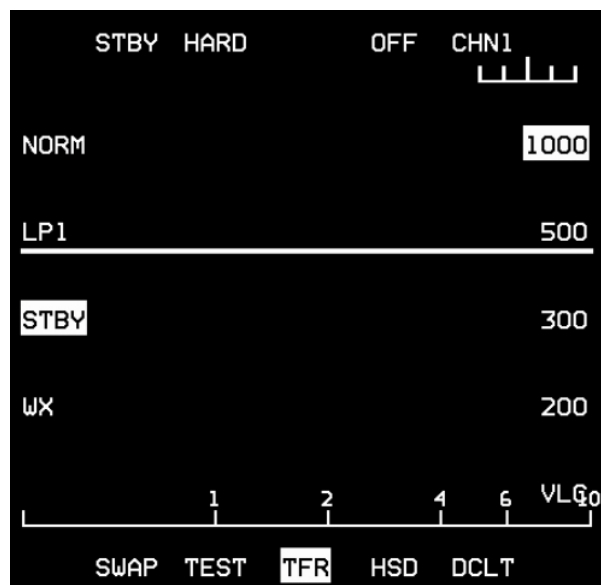 STBY HARD OFF CHN1
NORM 1000
LP1 500
STBY 300
WX 200
VLC
1 2 4 6 10
SWAP TEST TFR HSD DCLT